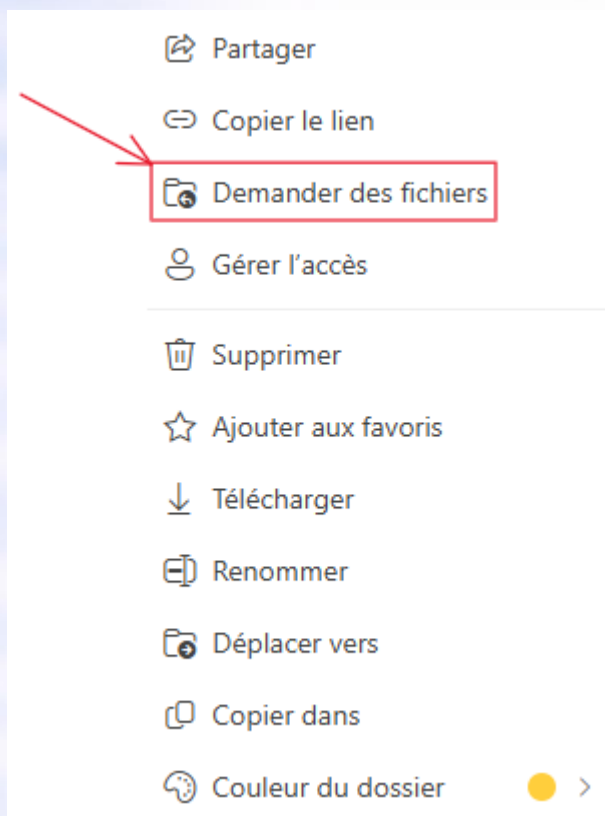 Partager
Copier le lien
Demander des fichiers
Gérer l’accès
Supprimer
Ajouter aux favoris
Télécharger
Renommer
Déplacer vers
Copier dans
Couleur du dossier